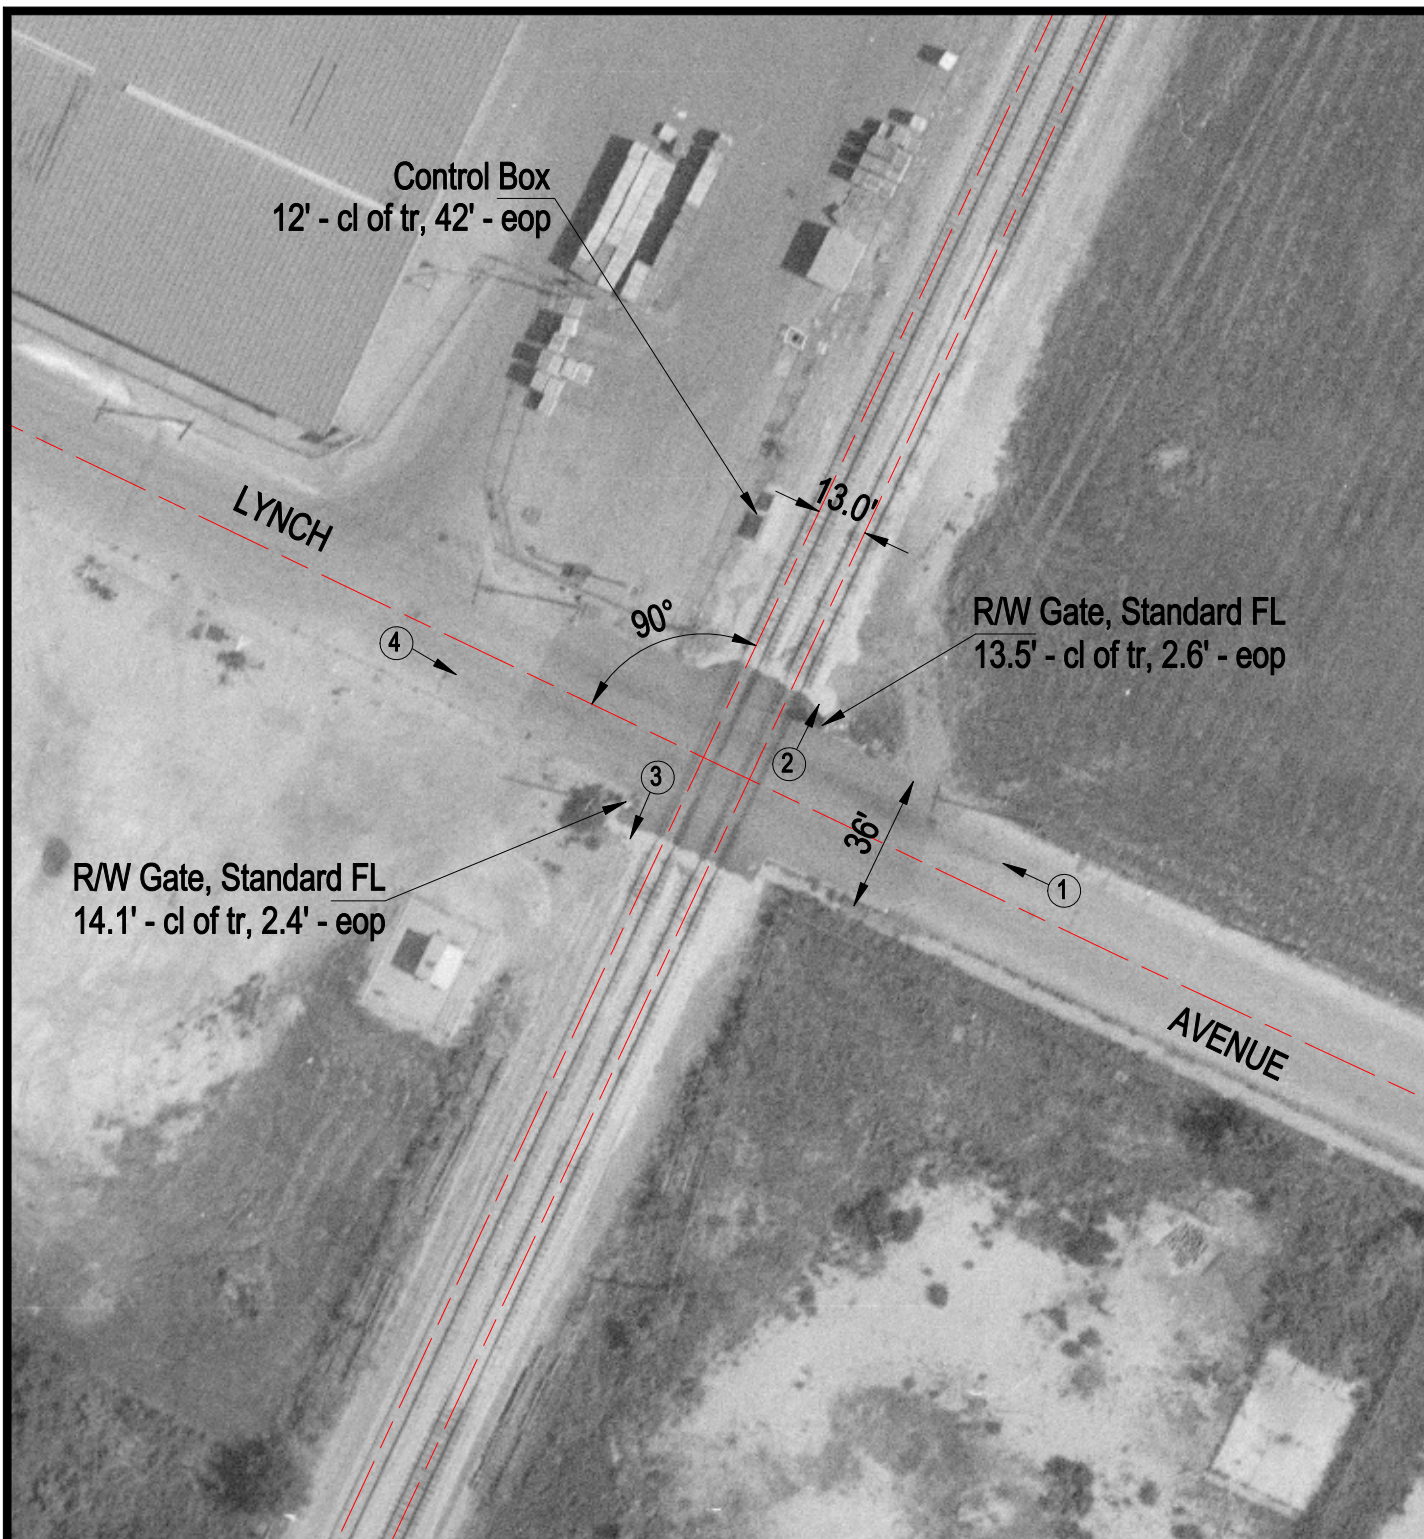 Control Box
12' - cl of tr, 42' - eop
13.0'
LYNCH
90°
R/W Gate, Standard FL
13.5' - cl of tr, 2.6' - eop
4
2
3
36'
R/W Gate, Standard FL
14.1' - cl of tr, 2.4' - eop
1
AVENUE